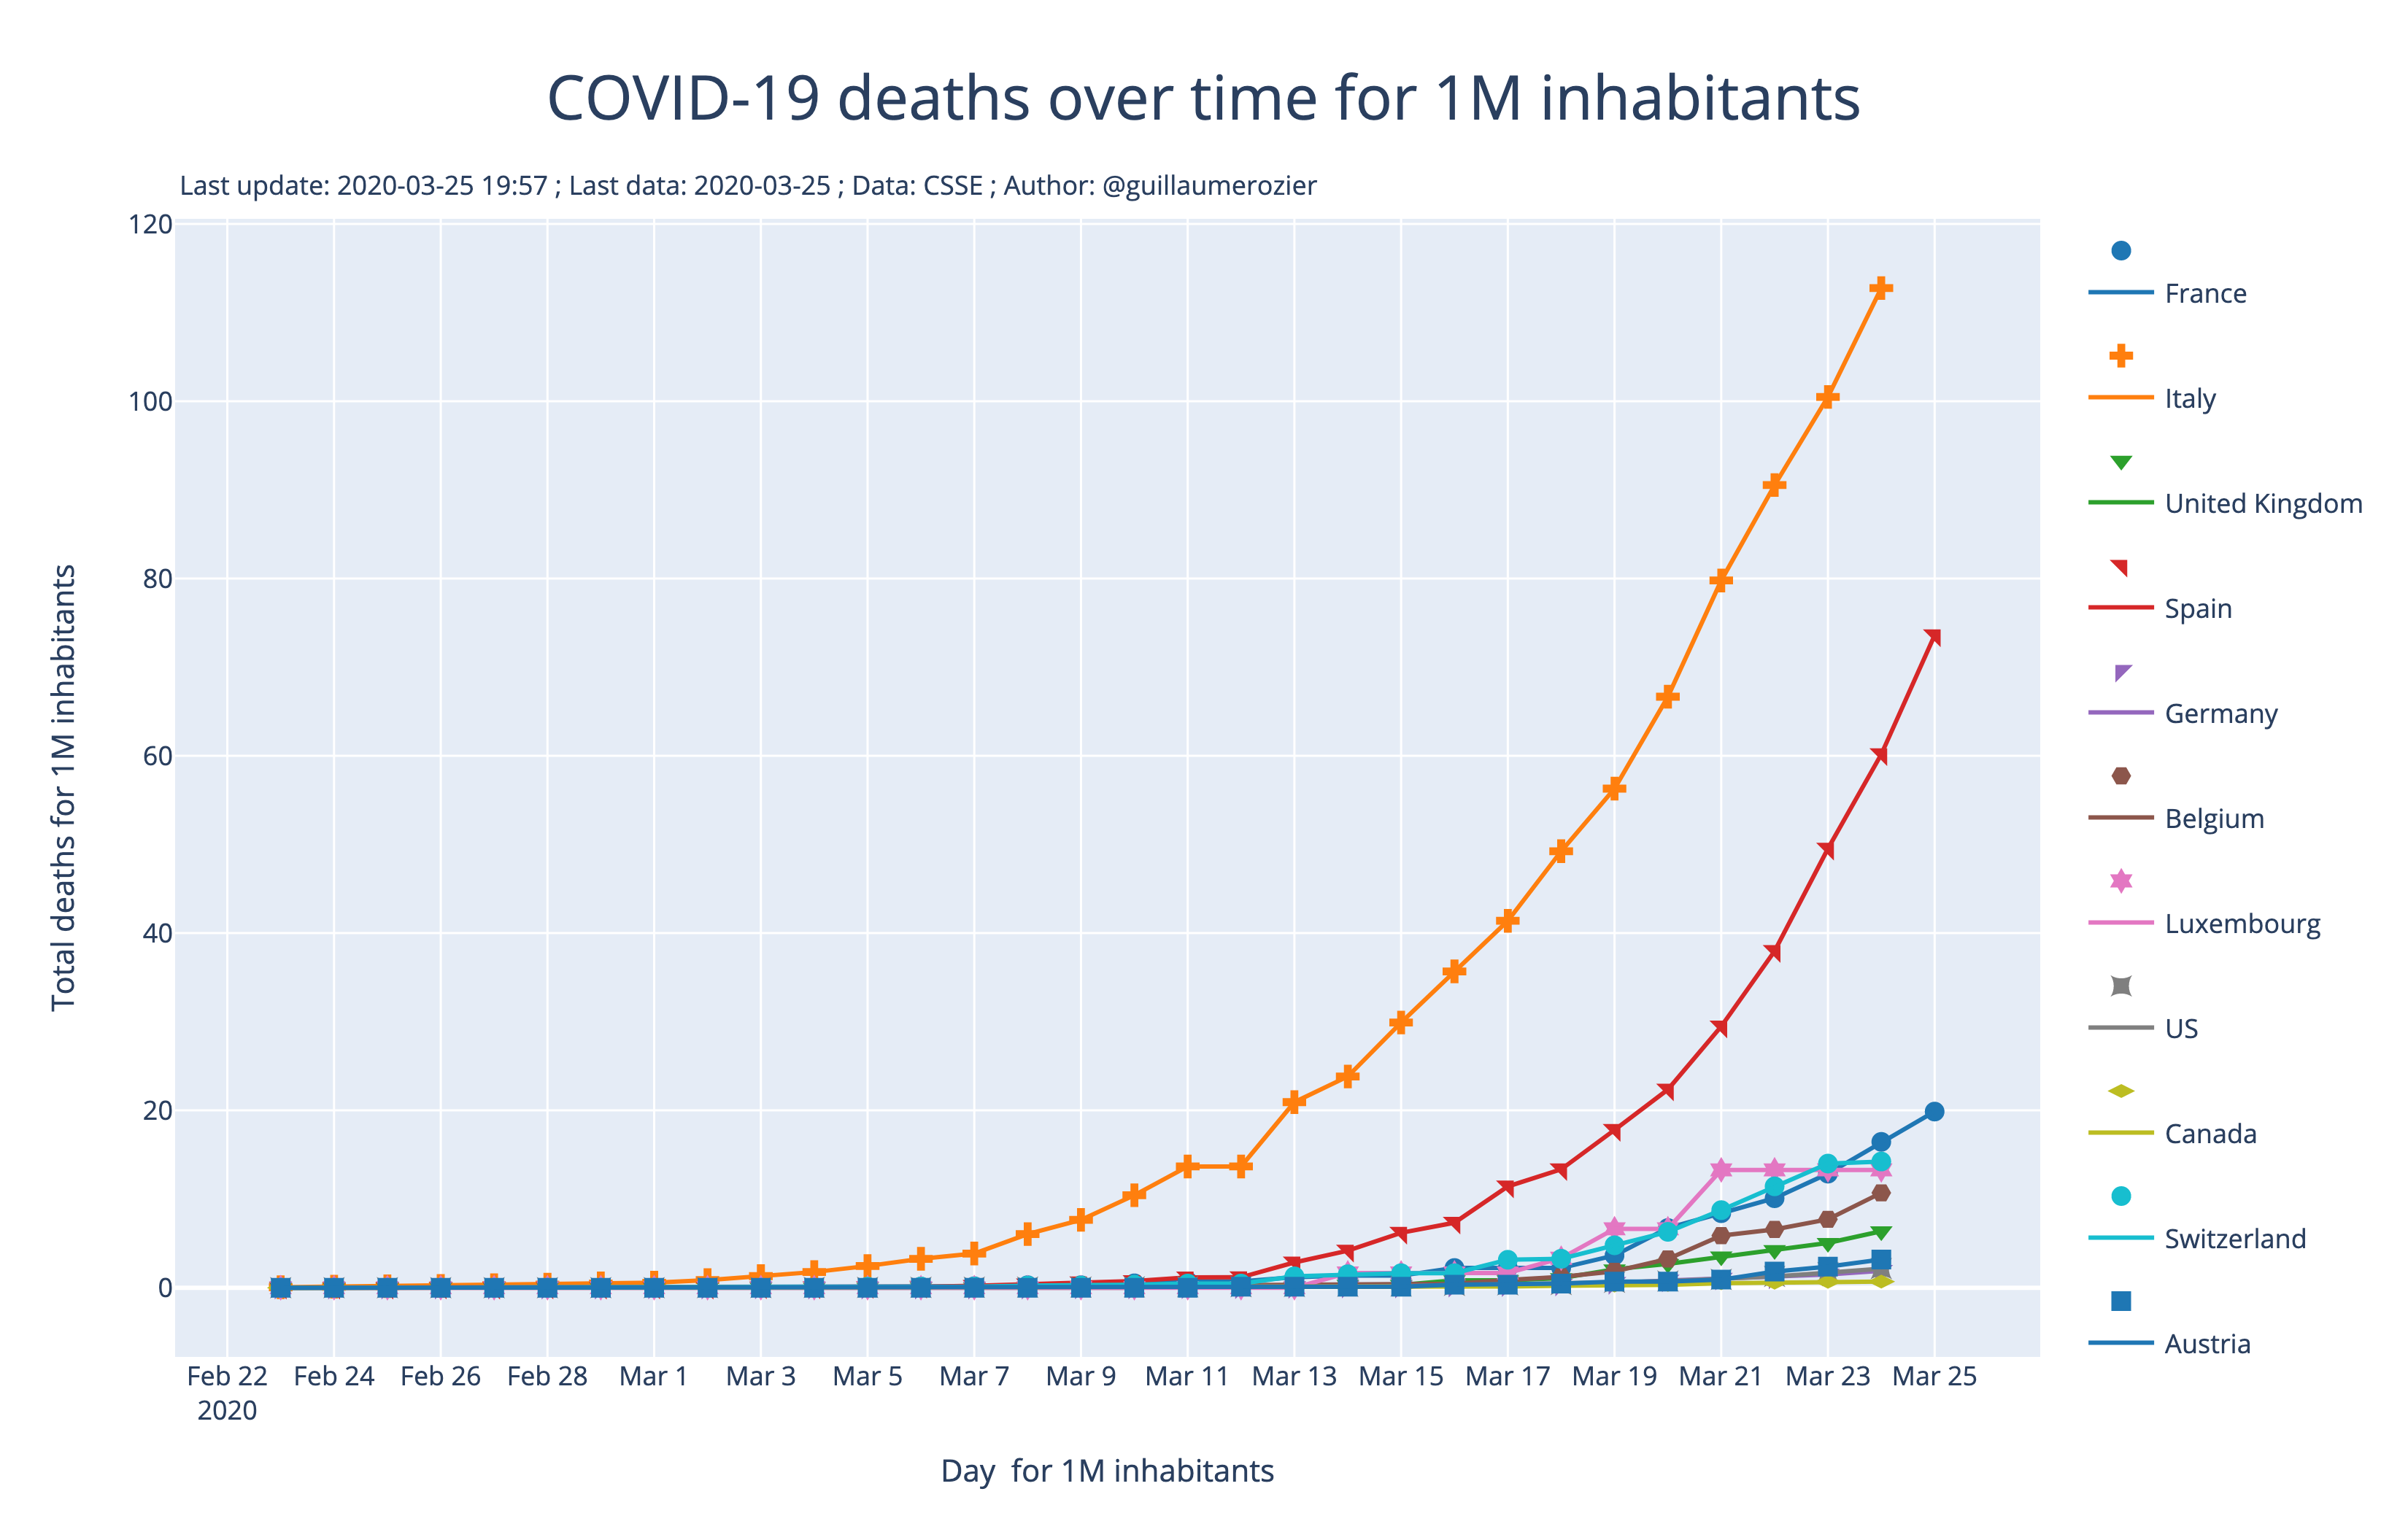 COVID-19 deaths over time for 1M inhabitants
Last update: 2020-03-25 19:57 ; Last data: 2020-03-25 ; Data: CSSE ; Author: @guillaumerozier
Total deaths for 1M inhabitants
120
100
80
60
40
20
0
Feb 22 Feb 24 Feb 26 Feb 28 Mar 1 Mar 3 Mar 5 Mar 7 Mar 9 Mar 11 Mar 13 Mar 15 Mar 17 Mar 19 Mar 21 Mar 23 Mar 25
2020
Day  for 1M inhabitants
France
Italy
United Kingdom
Spain
Germany
Belgium
Luxembourg
US
Canada
Switzerland
Austria